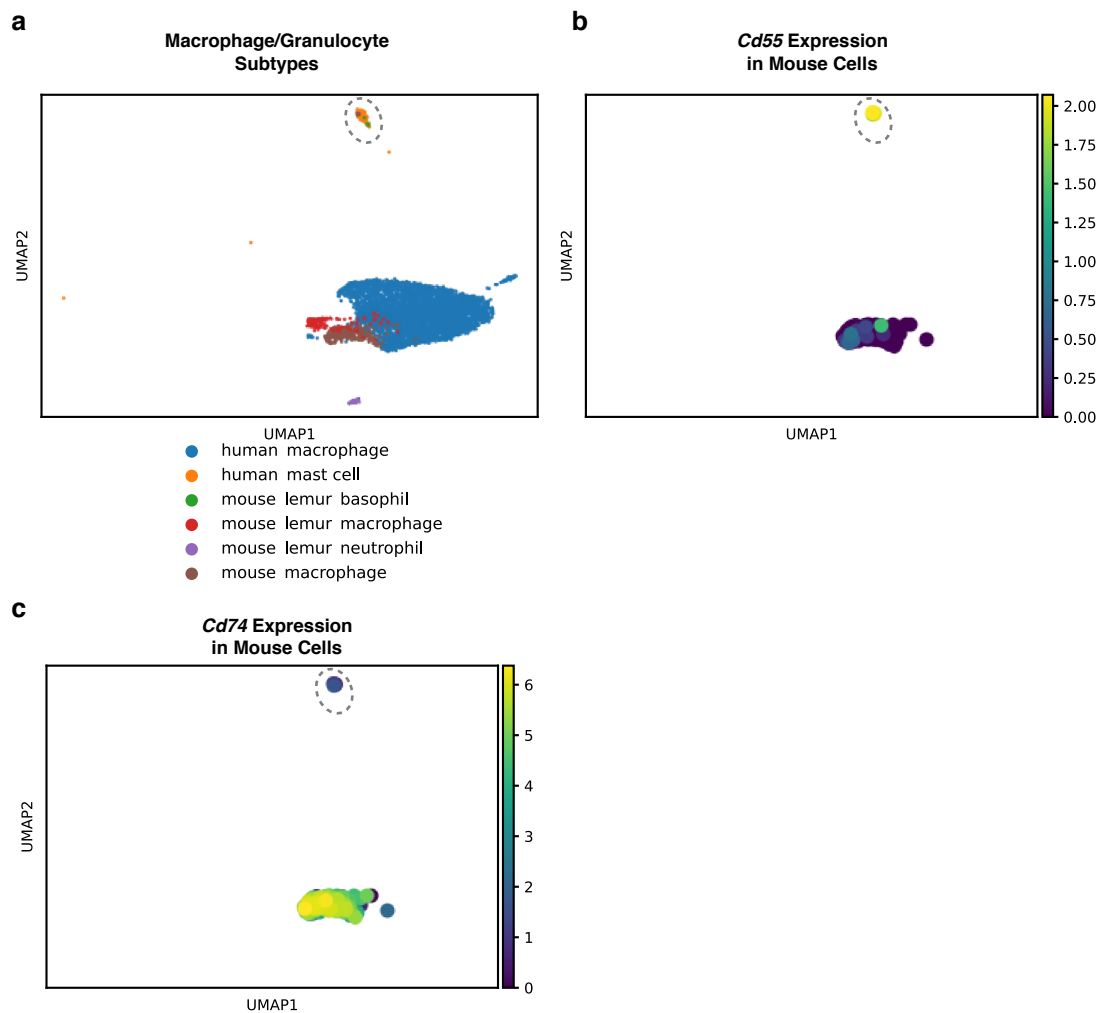 a
Macrophage/Granulocyte
Subtypes
UMAP2
UMAP1
human macrophage
human mast cell
mouse lemur basophil
mouse lemur macrophage
mouse lemur neutrophil
mouse macrophage
b
Cd55 Expression
in Mouse Cells
UMAP2
UMAP1
2.00
1.75
1.50
1.25
1.00
0.75
0.50
0.25
0.00
c
Cd74 Expression
in Mouse Cells
UMAP2
UMAP1
6
5
4
3
2
1
0